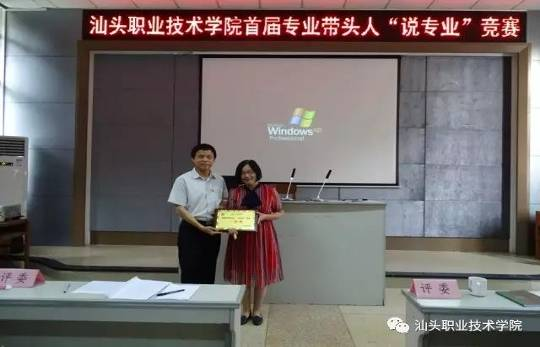 汕头职业技术学院首届专业带头人“说专业”竞赛
Windows xp
Professional
评委
评委
汕头职业技术学院